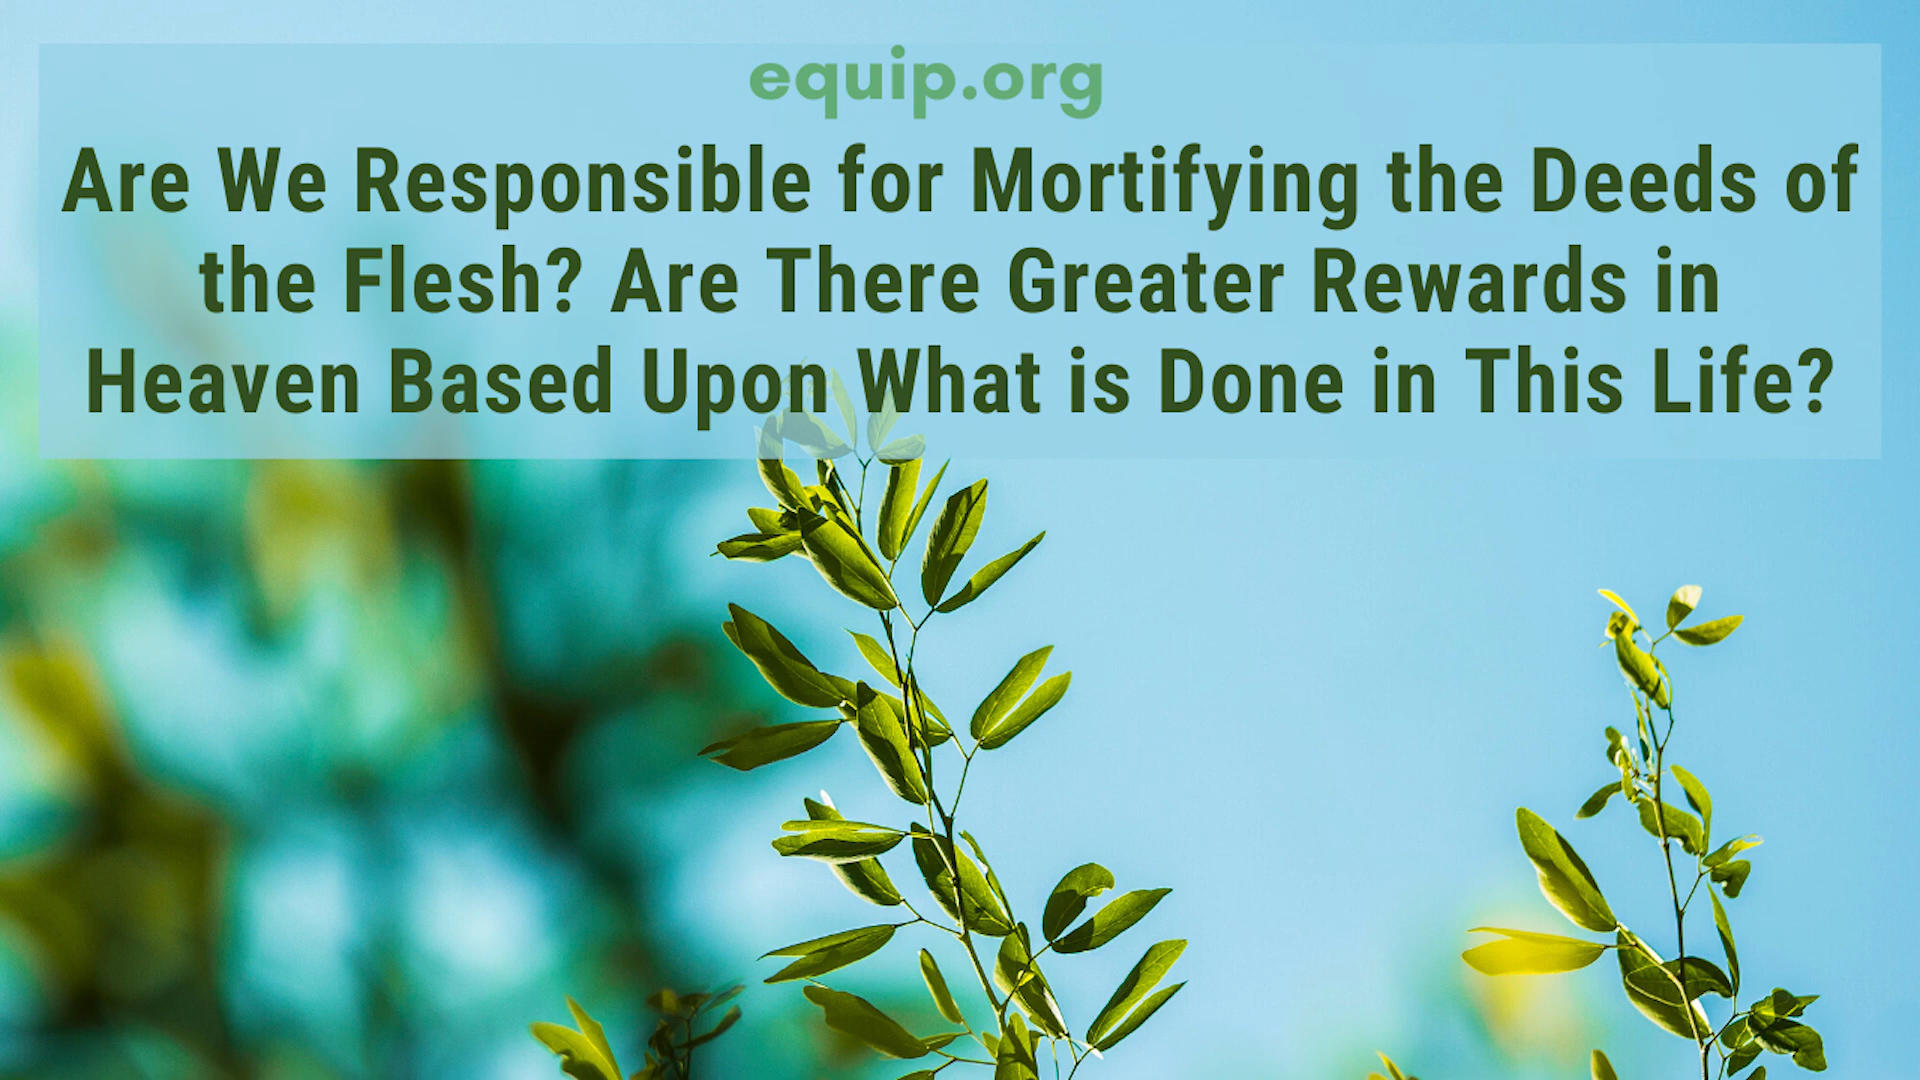 equip.org
Are We Responsible for Mortifying the Deeds of
the Flesh? Are There Greater Rewards in
Heaven Based Upon What is Done in This Life?